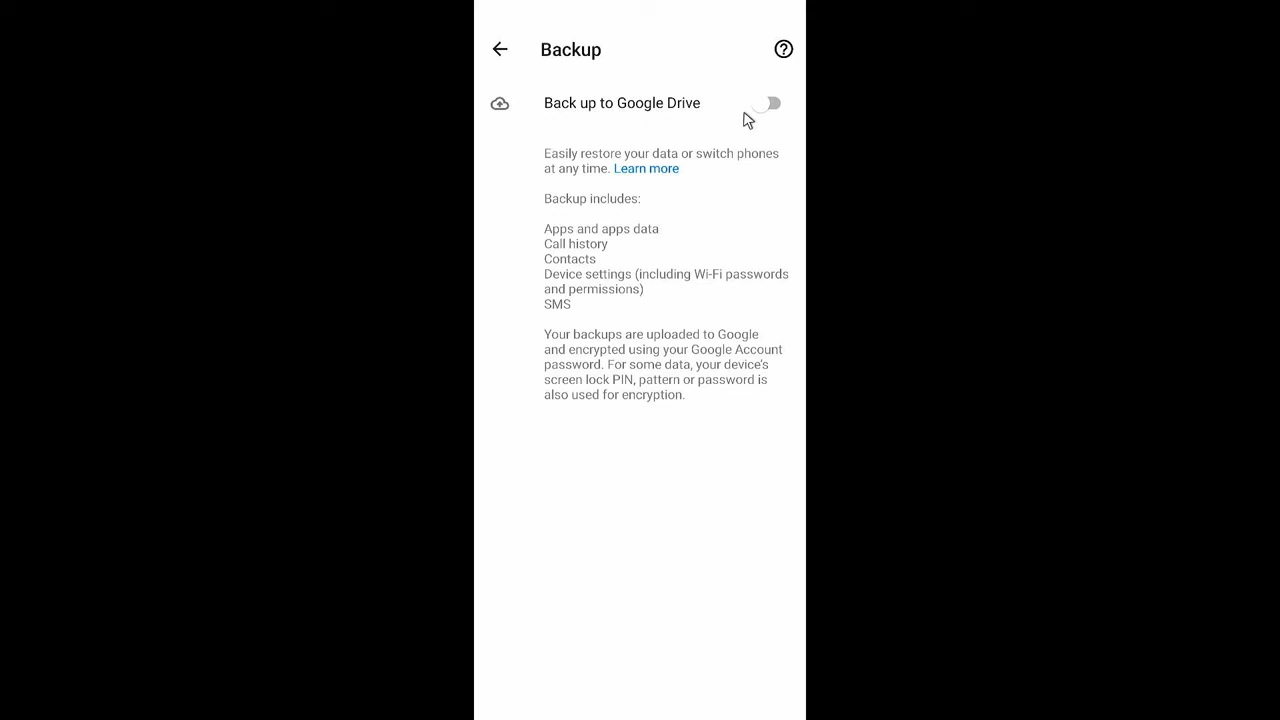 Backup
Back up to Google Drive
Easily restore your data or switch phones
at any time. Learn more
Backup includes:
Apps and apps data
Call history
Contacts
Device settings (including Wi-Fi passwords
and permissions)
SMS
Your backups are uploaded to Google
and encrypted using your Google Account
password. For some data, your device's
screen lock PIN, pattern or password is
also used for encryption.